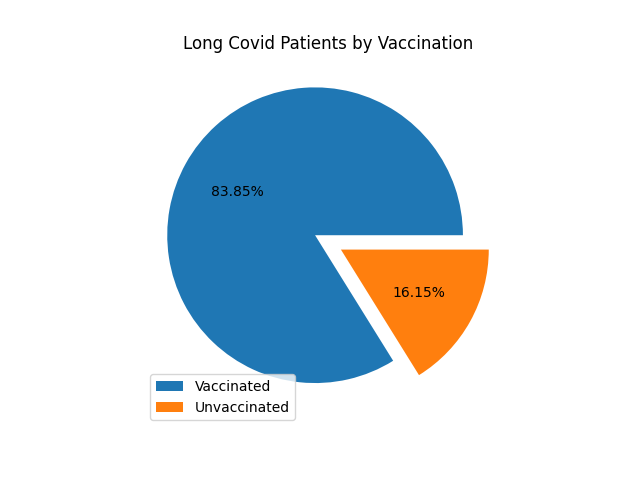 Long Covid Patients by Vaccination
83.85%
16.15%
Vaccinated
Unvaccinated